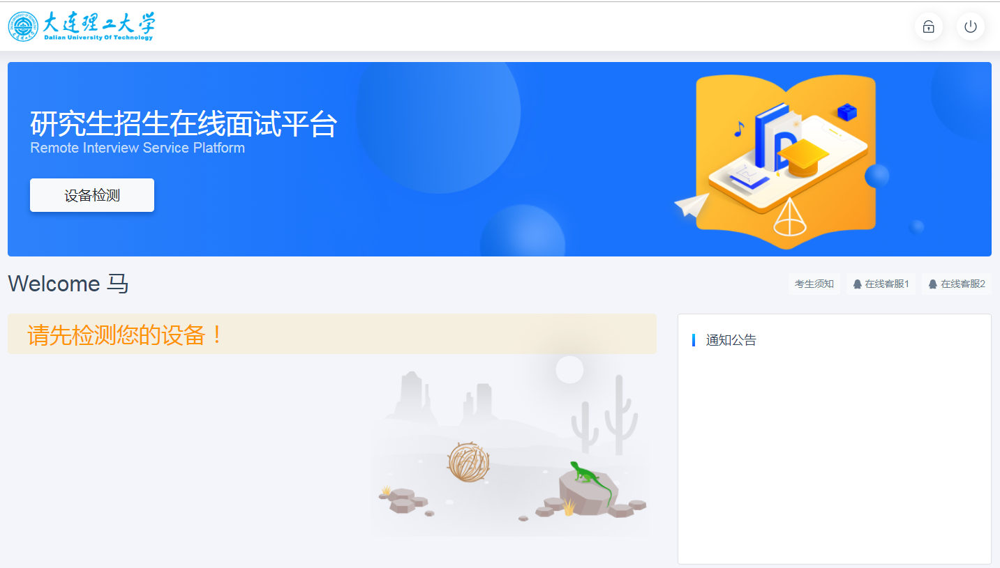 大连理工大学
Dalian University Of Technology
研究生招生在线面试平台
Remote Interview Service Platform
设备检测
Welcome 马
考生须知
在线客服1
在线客服2
请先检测您的设备！
通知公告